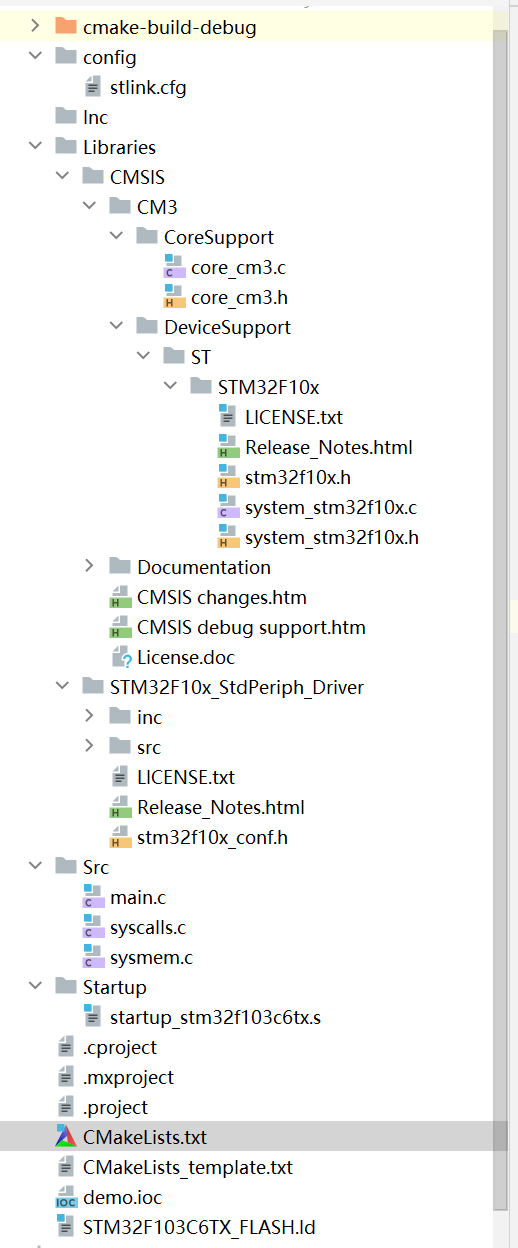 cmake-build-debug
config
stlink.cfg
Inc
Libraries
CMSIS
CM3
CoreSupport
core_cm3.c
core_cm3.h
DeviceSupport
ST
STM32F10x
LICENSE.txt
Release_Notes.html
stm32f10x.h
system_stm32f10x.c
system_stm32f10x.h
Documentation
CMSIS changes.htm
CMSIS debug support.htm
License.doc
STM32F10x_StdPeriph_Driver
inc
src
LICENSE.txt
Release_Notes.html
stm32f10x_conf.h
Src
main.c
syscalls.c
sysmem.c
Startup
startup_stm32f103c6tx.s
.cproject
.mxproject
.project
CMakeLists.txt
CMakeLists_template.txt
demo.ioc
STM32F103C6TX_FLASH.ld